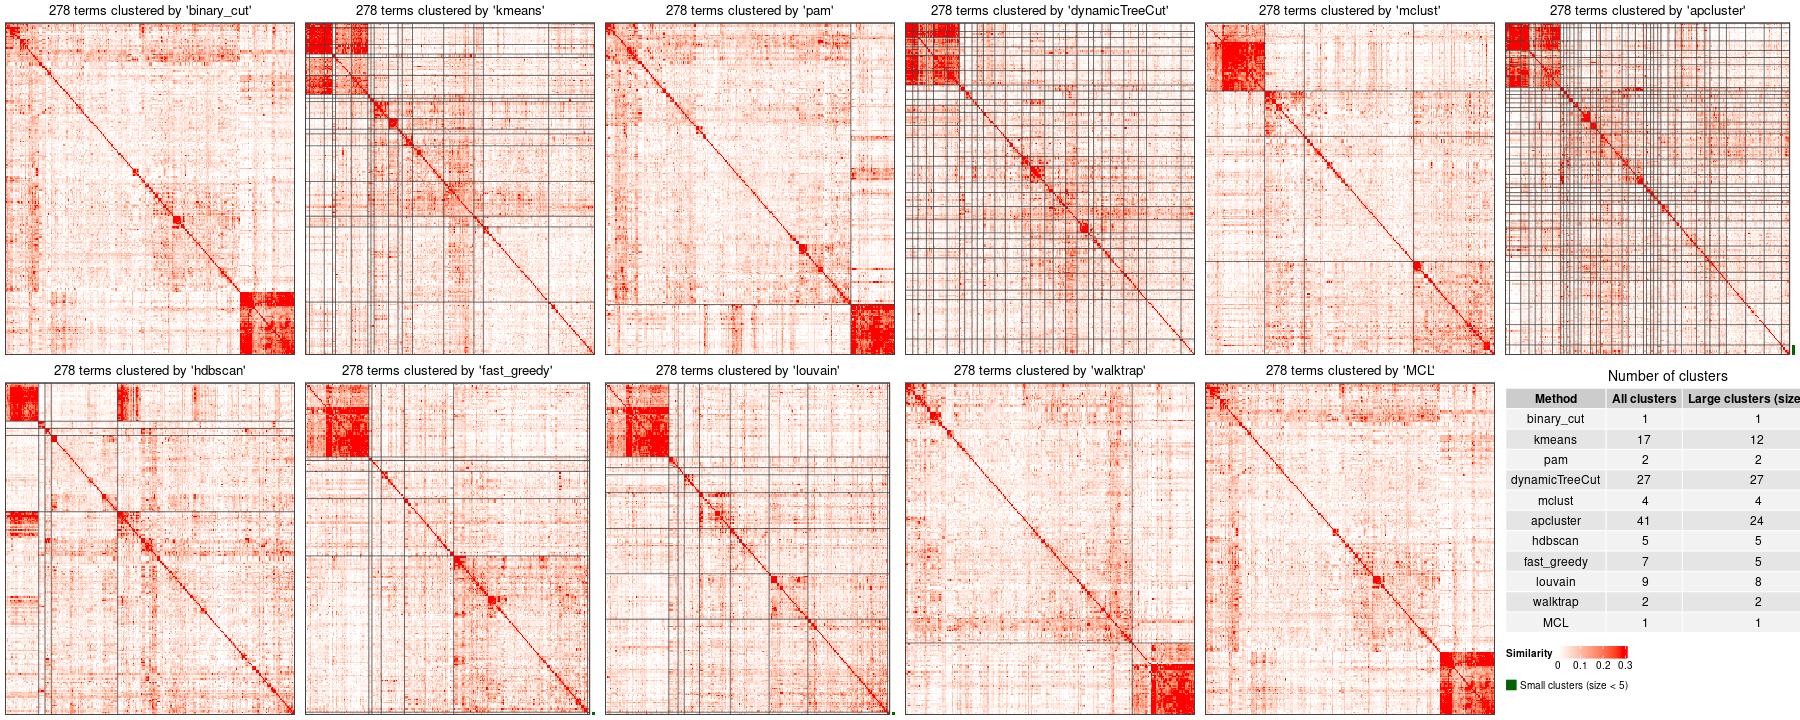 278 terms clustered by 'binary_cut'
278 terms clustered by 'kmeans'
278 terms clustered by 'pam'
278 terms clustered by 'dynamicTreeCut'
278 terms clustered by 'mclust'
278 terms clustered by 'apcluster'
278 terms clustered by 'hdbscan'
278 terms clustered by 'fast_greedy'
278 terms clustered by 'louvain'
278 terms clustered by 'walktrap'
278 terms clustered by 'MCL'
Number of clusters
Method All clusters Large clusters (size
binary_cut 1 1
kmeans 17 12
pam 2 2
dynamicTreeCut 27 27
mclust 4 4
apcluster 41 24
hdbscan 5 5
fast_greedy 7 5
louvain 9 8
walktrap 2 2
MCL 1 1
Similarity
0 0.1 0.2 0.3
Small clusters (size < 5)